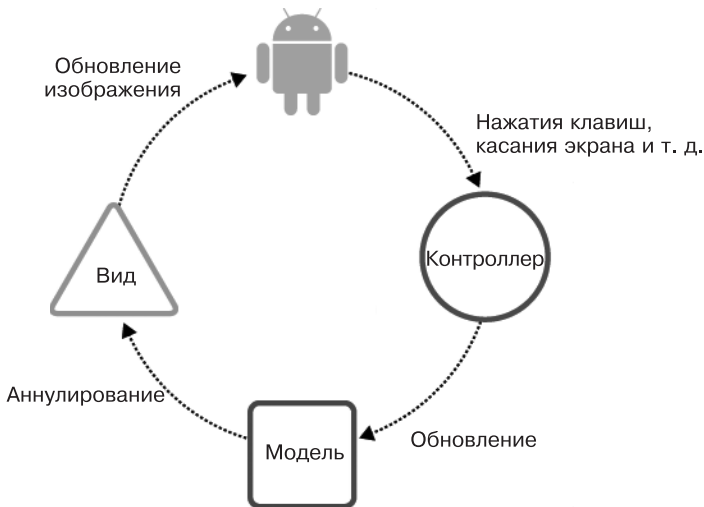 Обновление
изображения
Нажатия клавиш,
касания экрана и т. д.
Вид
Контроллер
Аннулирование
Модель
Обновление